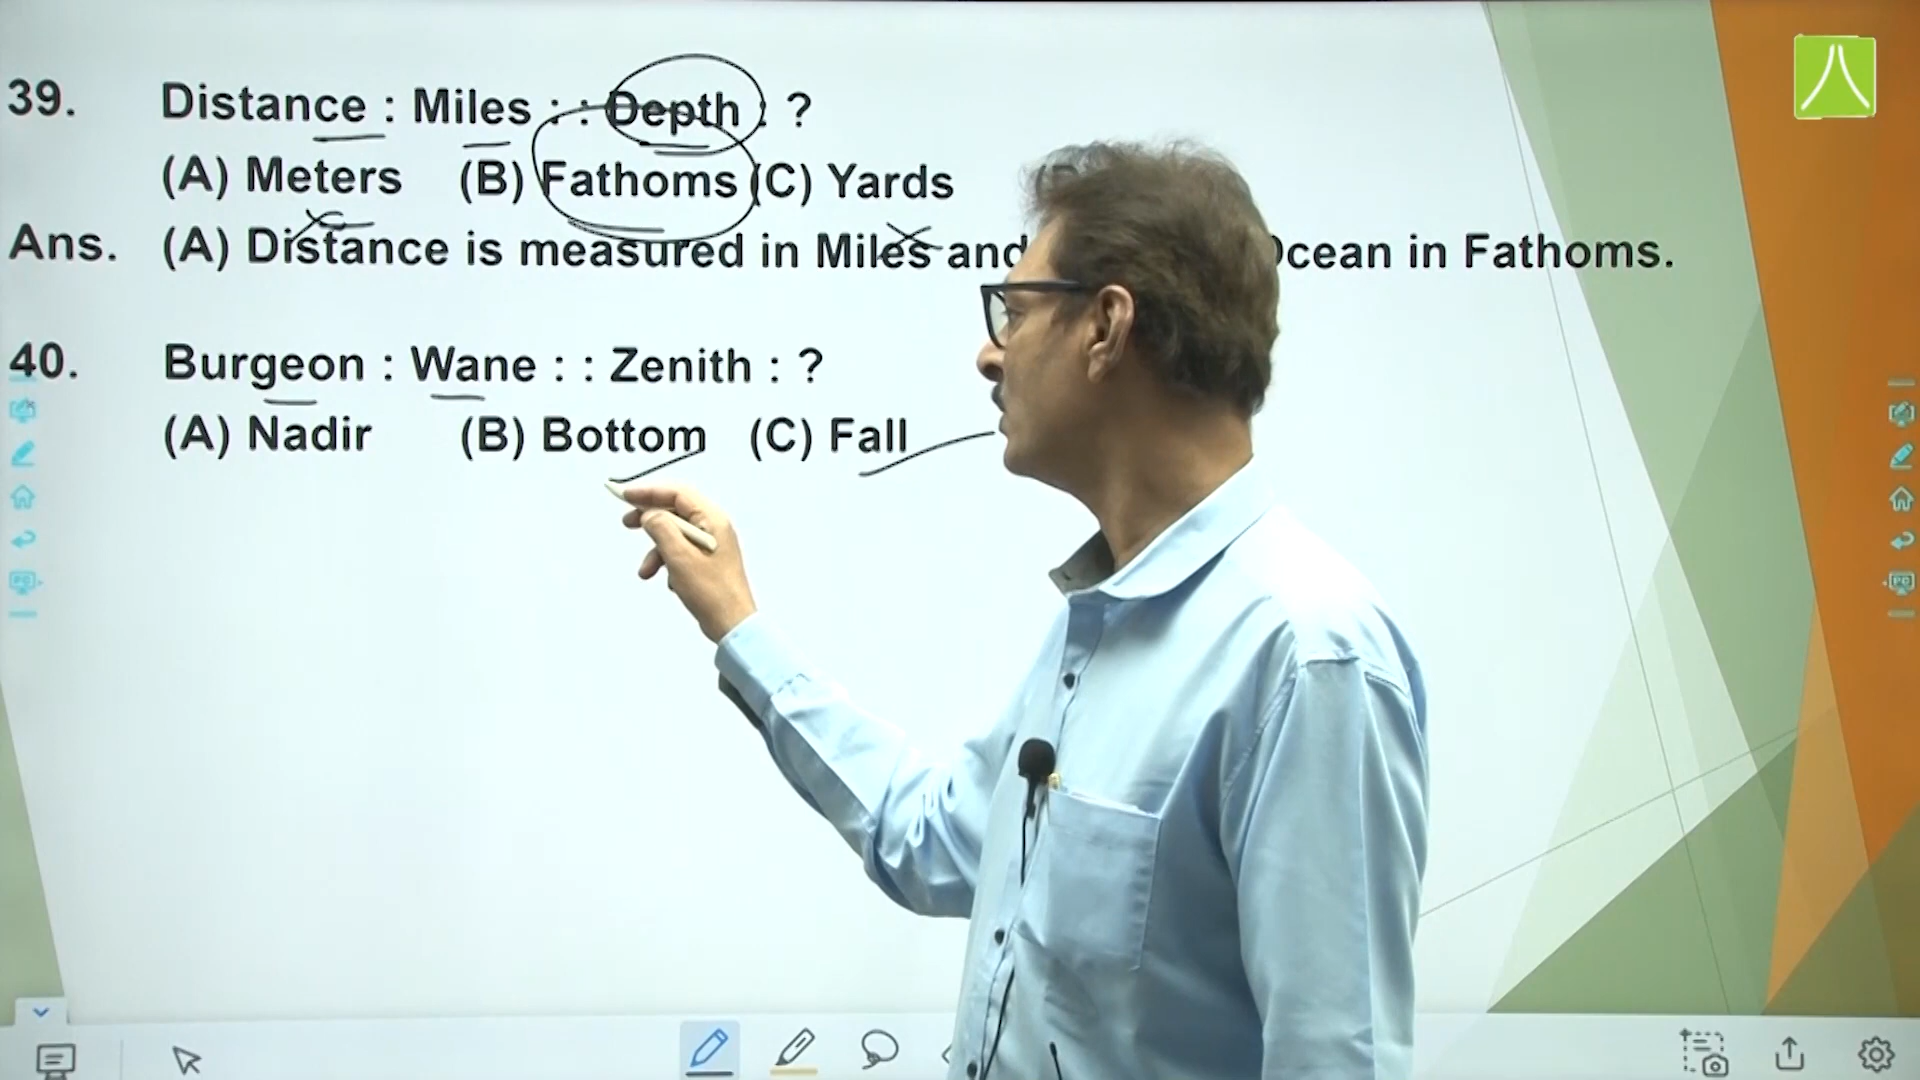 39. Distance : Miles : : Depth : ?
(A) Meters (B) Fathoms (C) Yards
Ans. (A) Distance is measured in Miles and Ocean in Fathoms.
40. Burgeon : Wane : : Zenith : ?
(A) Nadir (B) Bottom (C) Fall